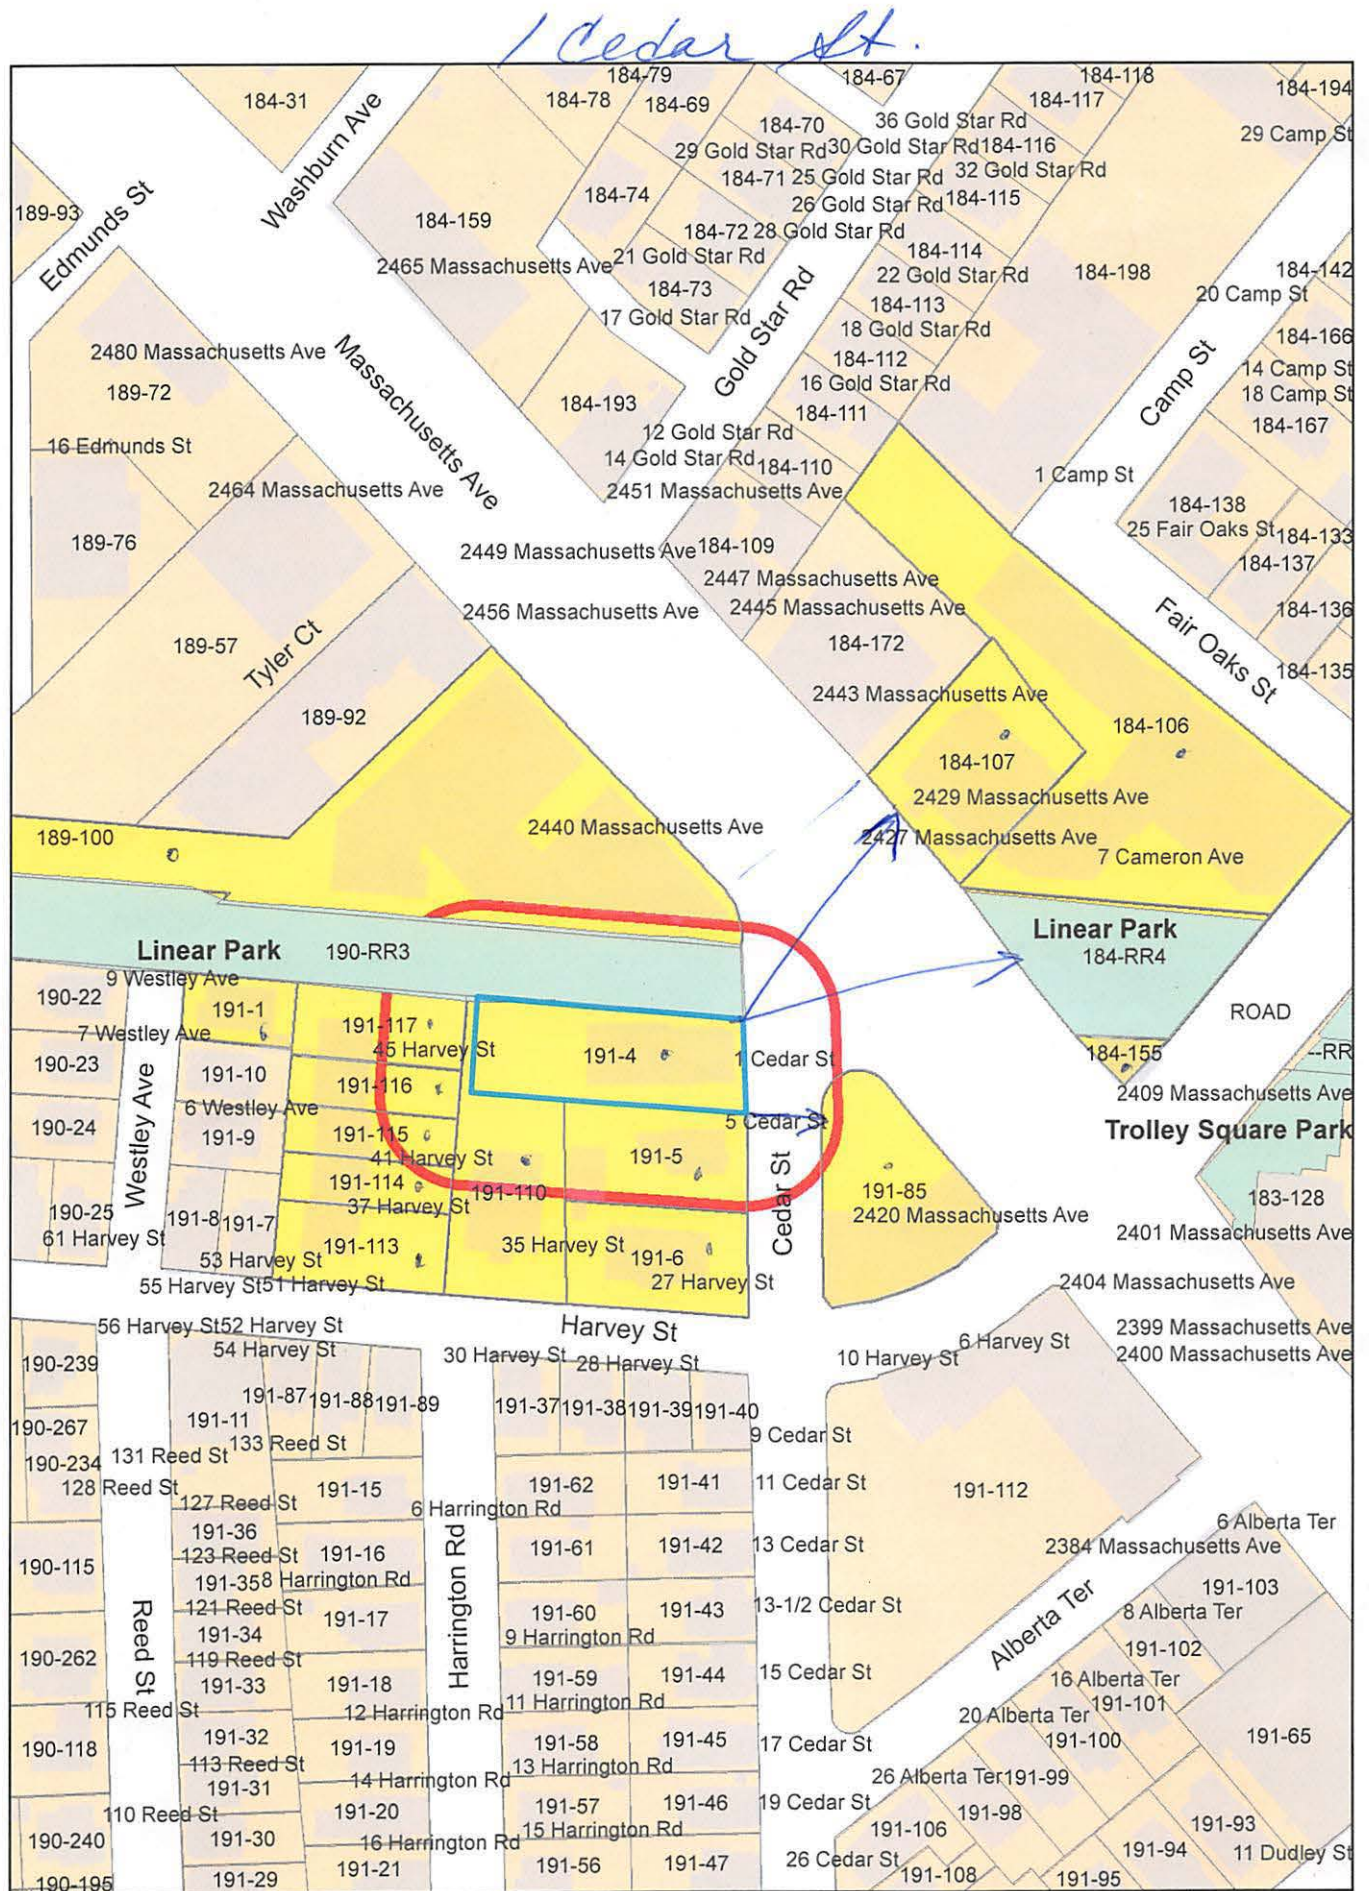 1 Cedar St.
184-79
184-67
184-118
184-31
184-78
184-69
184-117
184-194
Washburn Ave
184-70
36 Gold Star Rd
29 Camp St
29 Gold Star Rd
30 Gold Star Rd
184-116
184-71
25 Gold Star Rd
32 Gold Star Rd
189-93
Edmunds St
184-74
26 Gold Star Rd
184-115
184-159
184-72
28 Gold Star Rd
2465 Massachusetts Ave
21 Gold Star Rd
184-114
184-198
184-142
22 Gold Star Rd
184-73
20 Camp St
17 Gold Star Rd
Gold Star Rd
184-113
18 Gold Star Rd
184-166
2480 Massachusetts Ave
Massachusetts Ave
184-112
Camp St
14 Camp St
189-72
16 Gold Star Rd
18 Camp St
184-193
184-111
184-167
12 Gold Star Rd
16 Edmunds St
14 Gold Star Rd
184-110
1 Camp St
2464 Massachusetts Ave
2451 Massachusetts Ave
184-138
25 Fair Oaks St
184-133
189-76
2449 Massachusetts Ave
184-109
184-137
2447 Massachusetts Ave
2456 Massachusetts Ave
2445 Massachusetts Ave
184-136
Fair Oaks St
189-57
Tyler Ct
184-172
184-135
2443 Massachusetts Ave
189-92
184-106
184-107
2429 Massachusetts Ave
189-100
2440 Massachusetts Ave
2427 Massachusetts Ave
7 Cameron Ave
Linear Park
190-RR3
Linear Park
184-RR4
9 Westley Ave
190-22
191-1
191-117
ROAD
7 Westley Ave
45 Harvey St
191-4
1 Cedar St
184-155
--RR
190-23
191-10
191-116
2409 Massachusetts Ave
Westley Ave
6 Westley Ave
190-24
191-9
191-115
5 Cedar St
Trolley Square Park
41 Harvey St
191-5
191-114
191-110
Cedar St
191-85
183-128
37 Harvey St
190-25
191-8
191-7
2420 Massachusetts Ave
61 Harvey St
191-113
35 Harvey St
191-6
2401 Massachusetts Ave
53 Harvey St
27 Harvey St
55 Harvey St
51 Harvey St
2404 Massachusetts Ave
56 Harvey St
52 Harvey St
Harvey St
2399 Massachusetts Ave
54 Harvey St
30 Harvey St
28 Harvey St
10 Harvey St
6 Harvey St
2400 Massachusetts Ave
190-239
191-87
191-88
191-89
191-37
191-38
191-39
191-40
190-267
191-11
9 Cedar St
190-234
131 Reed St
133 Reed St
128 Reed St
191-15
191-62
191-41
11 Cedar St
191-112
127 Reed St
6 Harrington Rd
6 Alberta Ter
191-36
191-61
191-42
13 Cedar St
2384 Massachusetts Ave
190-115
123 Reed St
191-16
191-35
8 Harrington Rd
Harrington Rd
191-103
121 Reed St
191-17
191-60
191-43
13-1/2 Cedar St
Alberta Ter
8 Alberta Ter
Reed St
191-34
9 Harrington Rd
191-102
190-262
119 Reed St
191-33
191-18
191-59
191-44
15 Cedar St
16 Alberta Ter
115 Reed St
12 Harrington Rd
11 Harrington Rd
20 Alberta Ter
191-101
191-32
191-58
191-45
17 Cedar St
191-100
191-65
190-118
191-19
113 Reed St
14 Harrington Rd
13 Harrington Rd
26 Alberta Ter
191-99
191-31
110 Reed St
191-20
191-57
191-46
19 Cedar St
191-98
191-93
190-240
191-30
16 Harrington Rd
15 Harrington Rd
191-106
191-94
11 Dudley St
190-195
191-29
191-21
191-56
191-47
26 Cedar St
191-108
191-95